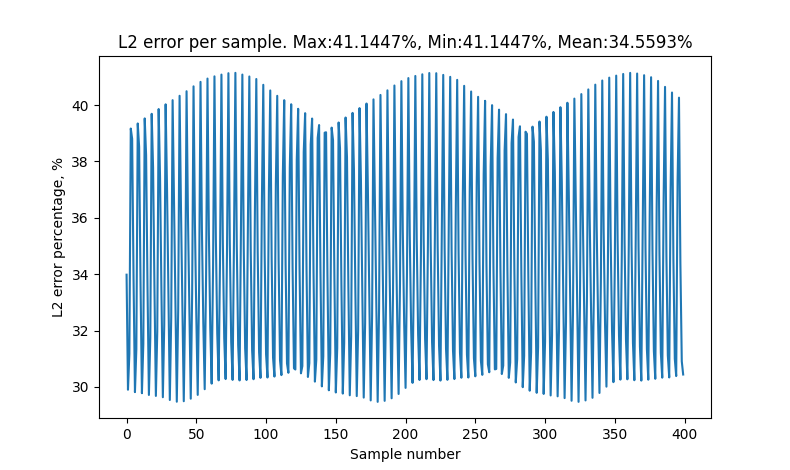 L2 error per sample. Max:41.1447%, Min:41.1447%, Mean:34.5593%
L2 error percentage, %
40
38
36
34
32
30
0 50 100 150 200 250 300 350 400
Sample number